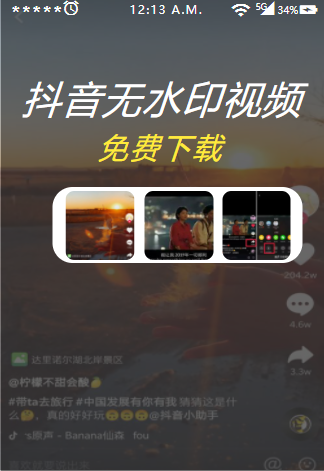 *****
12:13 A.M.
5G
34%
抖音无水印视频
免费下载
204.2w
4.6w
3.3w
达里诺尔湖北岸景区
@柠檬不甜会酸
#带ta去旅行 #中国发展有你有我 猜猜这是什
么，真的好好玩 @抖音小助手
原声 - Banana仙森 fou